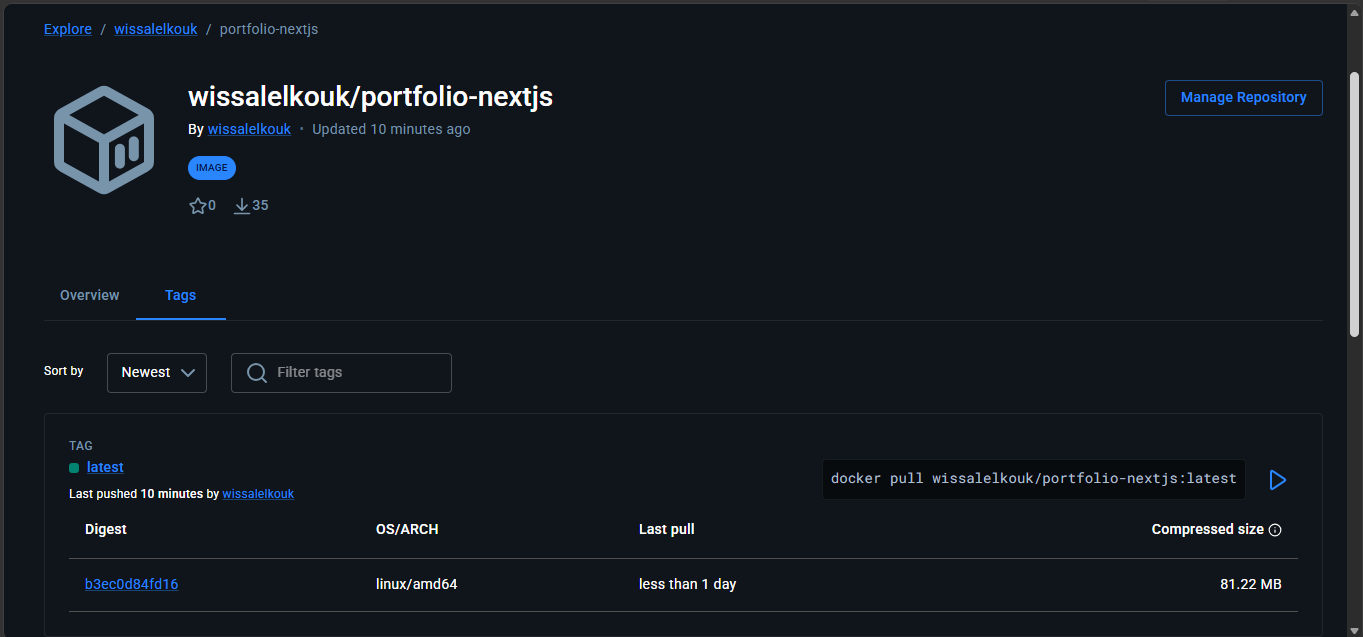 Explore / wissalelkouk / portfolio-nextjs
wissalelkouk/portfolio-nextjs
Manage Repository
By wissalelkouk • Updated 10 minutes ago
IMAGE
0 35
Overview Tags
Sort by Newest Filter tags
TAG
latest
docker pull wissalelkouk/portfolio-nextjs:latest
Last pushed 10 minutes by wissalelkouk
Digest OS/ARCH Last pull Compressed size
b3ec0d84fd16 linux/amd64 less than 1 day 81.22 MB